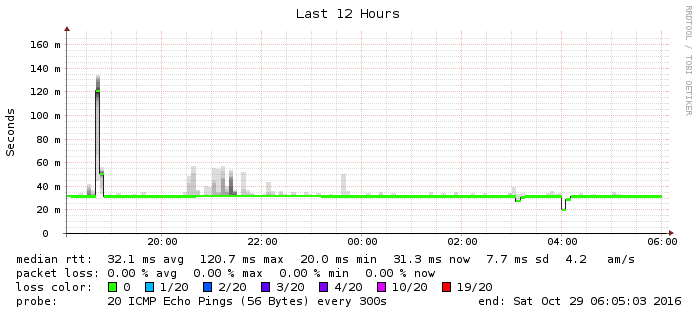 Last 12 Hours
RRDTOOL / TOBI OETIKER
Seconds
160 m
140 m
120 m
100 m
80 m
60 m
40 m
20 m
0
20:00 22:00 00:00 02:00 04:00 06:00
median rtt: 32.1 ms avg 120.7 ms max 20.0 ms min 31.3 ms now 7.7 ms sd 4.2 am/s
packet loss: 0.00 % avg 0.00 % max 0.00 % min 0.00 % now
loss color: 0 1/20 2/20 3/20 4/20 10/20 19/20
probe: 20 ICMP Echo Pings (56 Bytes) every 300s end: Sat Oct 29 06:05:03 2016